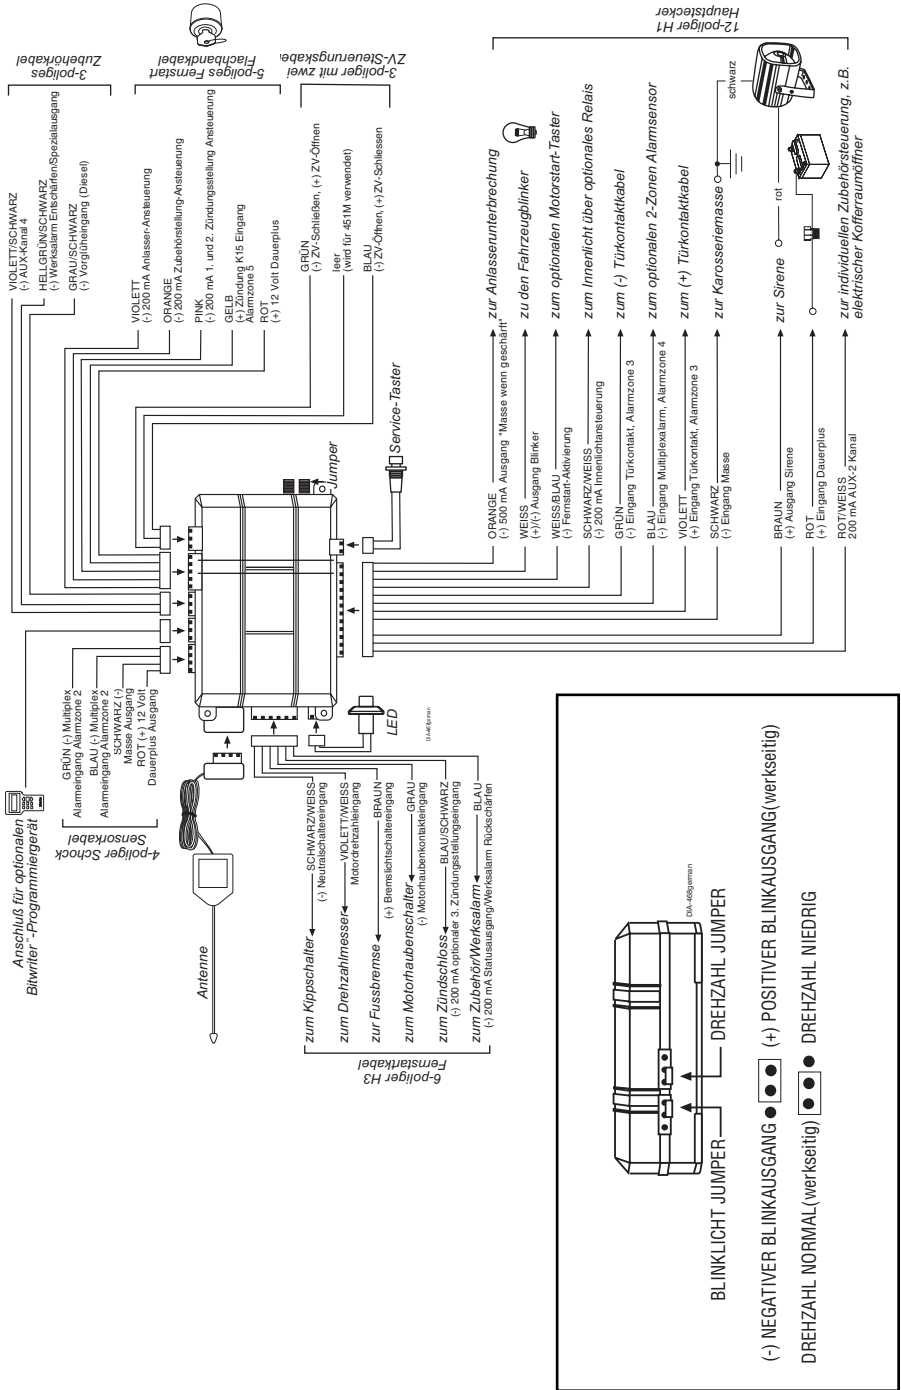 Anschluß für optionalen
Bitwriter™-Programmiergerät
4-poliger Schock
Sensorkabel
GRÜN (-) Multiplex
Alarmeingang Alarmzone 2
BLAU (-) Multiplex
Alarmeingang Alarmzone 2
SCHWARZ (-)
Masse Ausgang
ROT (+) 12 Volt
Dauerplus Ausgang
3-poliges
Zubehörkabel
VIOLETT/SCHWARZ
(-) AUX-Kanal 4
HELLGRÜN/SCHWARZ
(-) Werksalarm Entschärfen/Spezialausgang
GRAU/SCHWARZ
(-) Vorglüheingang (Diesel)
5-poliges Fernstart
Flachbandkabel
VIOLETT
(-) 200 mA Anlasser-Ansteuerung
ORANGE
(-) 200 mA Zubehörstellung-Ansteuerung
PINK
(-) 200 mA 1. und 2. Zündungsstellung Ansteuerung
GELB
(+) Zündung K15 Eingang
Alarmzone 5
ROT
(+) 12 Volt Dauerplus
3-poliger mit zwei
ZV-Steuerungskabel
GRÜN
(-) ZV-Schließen, (+) ZV-Öffnen
leer
(wird für 451M verwendet)
BLAU
(-) ZV-Öffnen, (+) ZV-Schliessen
Antenne
Jumper
Service-Taster
LED
DIA-468german
6-poliger H3
Fernstartkabel
zum Kippschalter SCHWARZ/WEISS
(-) Neutralschaltereingang
zum Drehzahlmesser VIOLETT/WEISS
Motordrehzahleingang
zur Fussbremse BRAUN
(+) Bremslichtschaltereingang
zum Motorhaubenschalter GRAU
(-) Motorhaubenkontakteingang
zum Zündschloss BLAU/SCHWARZ
(-) 200 mA optionaler 3. Zündungsstellungseingang
zum Zubehör/Werksalarm BLAU
(-) 200 mA Statusausgang/Werksalarm Rückschärfen
12-poliger H1
Hauptstecker
ORANGE zur Anlasserunterbrechung
(-) 500 mA Ausgang "Masse wenn geschärft"
WEISS zu den Fahrzeugblinker
(+)/(-) Ausgang Blinker
WEISS/BLAU zum optionalen Motorstart-Taster
(-) Fernstart-Aktivierung
SCHWARZ/WEISS zum Innenlicht über optionales Relais
(-) 200 mA Innenlichtansteuerung
GRÜN zum (-) Türkontaktkabel
(-) Eingang Türkontakt, Alarmzone 3
BLAU zum optionalen 2-Zonen Alarmsensor
(-) Eingang Multiplexalarm, Alarmzone 4
VIOLETT zum (+) Türkontaktkabel
(+) Eingang Türkontakt, Alarmzone 3
SCHWARZ zur Karosseriemasse
(-) Eingang Masse
schwarz
BRAUN zur Sirene rot
(+) Ausgang Sirene
ROT
(+) Eingang Dauerplus
ROT/WEISS zur individuellen Zubehörsteuerung, z.B.
200 mA AUX-2 Kanal elektrischer Kofferraumöffner
DIA-468german
BLINKLICHT JUMPER DREHZAHL JUMPER
(-) NEGATIVER BLINKAUSGANG (+) POSITIVER BLINKAUSGANG(werkseitig)
DREHZAHL NORMAL(werkseitig) DREHZAHL NIEDRIG